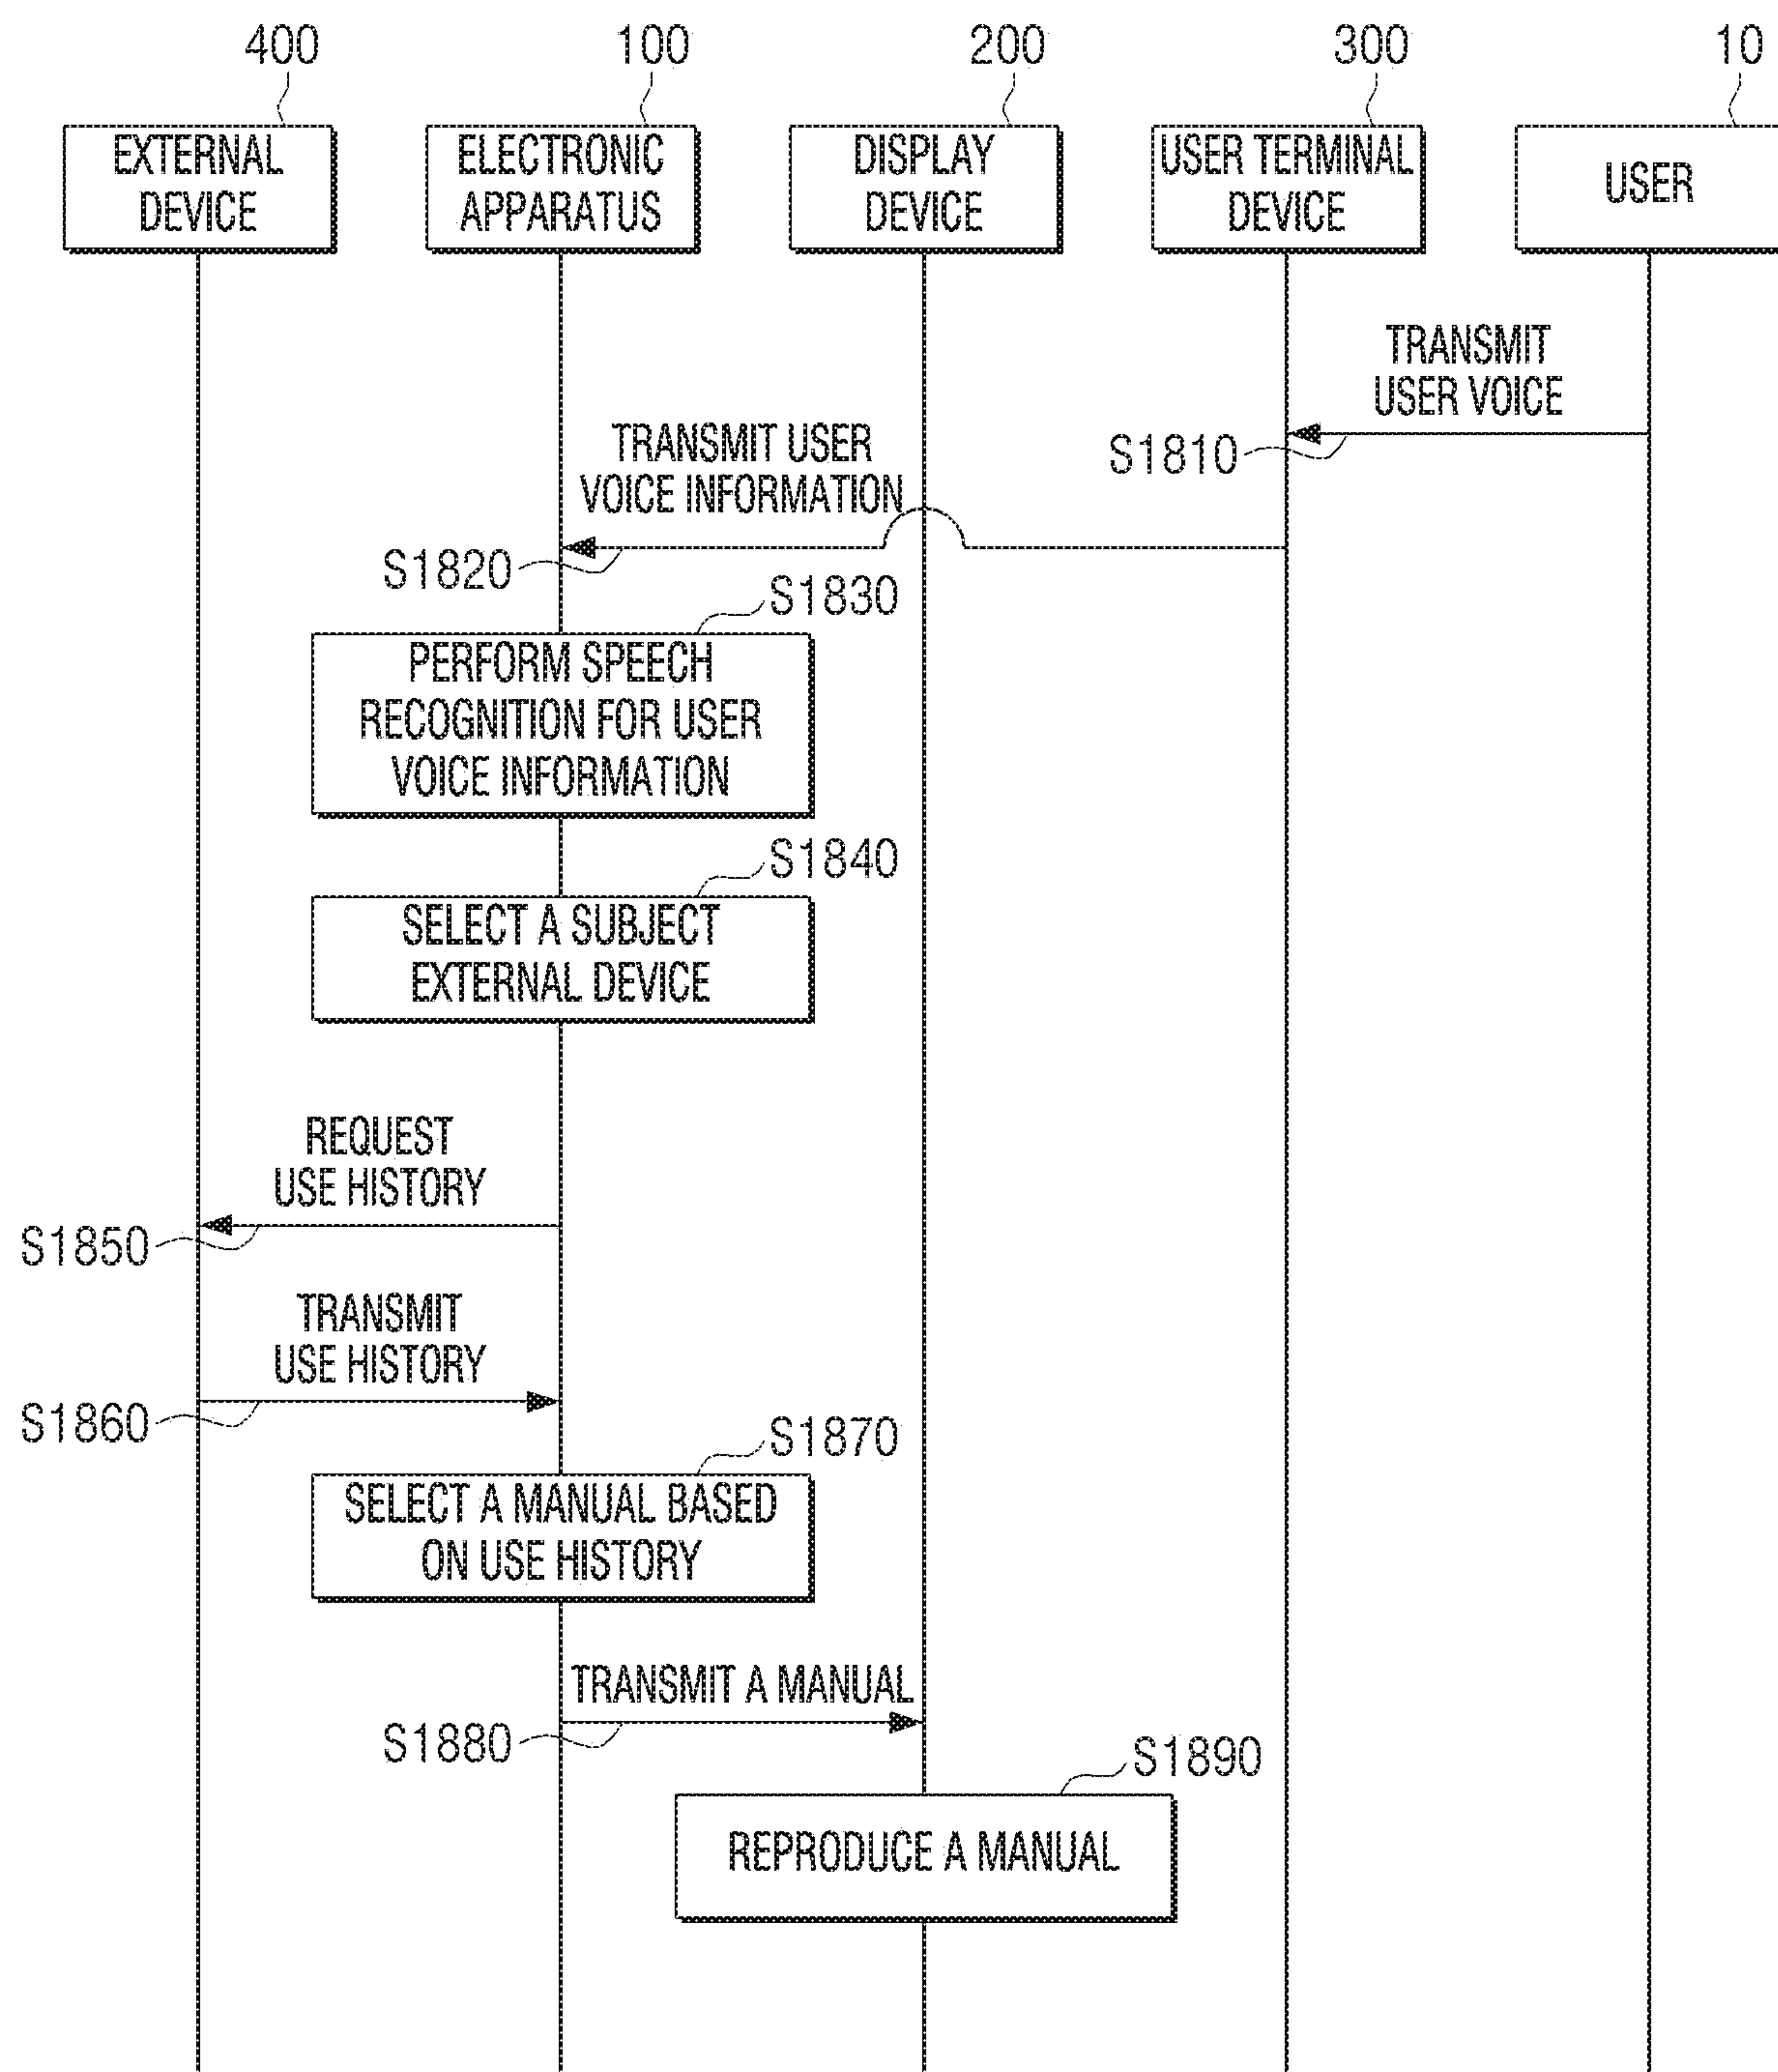 400
100
200
300
10
EXTERNAL
DEVICE
ELECTRONIC
APPARATUS
DISPLAY
DEVICE
USER TERMINAL
DEVICE
USER
TRANSMIT
USER VOICE
S1810
TRANSMIT USER
VOICE INFORMATION
S1820
S1830
PERFORM SPEECH
RECOGNITION FOR USER
VOICE INFORMATION
S1840
SELECT A SUBJECT
EXTERNAL DEVICE
REQUEST
USE HISTORY
S1850
TRANSMIT
USE HISTORY
S1860
S1870
SELECT A MANUAL BASED
ON USE HISTORY
TRANSMIT A MANUAL
S1880
S1890
REPRODUCE A MANUAL